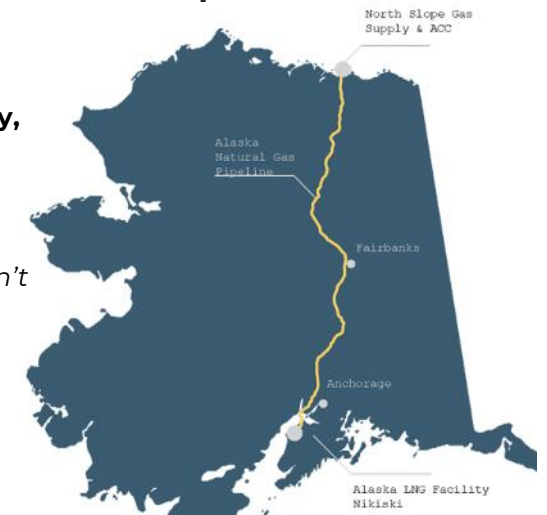 North Slope Gas
Supply & ACC
y,
Alaska
Natural Gas
Pipeline
Fairbanks
n't
Anchorage
Alaska LNG Facility
Nikiski